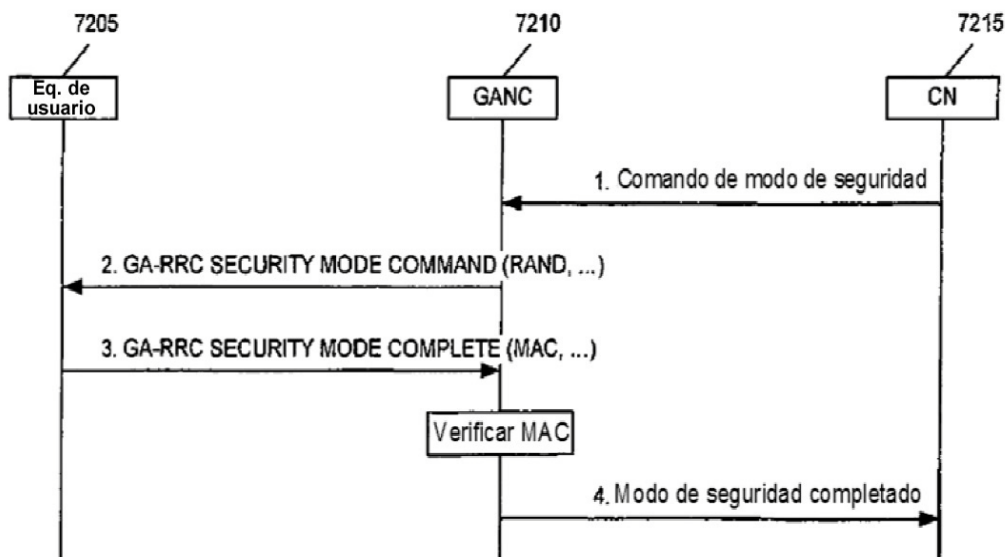 7205
7210
7215
Eq. de
usuario
GANC
CN
1. Comando de modo de seguridad
2. GA-RRC SECURITY MODE COMMAND (RAND, ...)
3. GA-RRC SECURITY MODE COMPLETE (MAC, ...)
Verificar MAC
4. Modo de seguridad completado